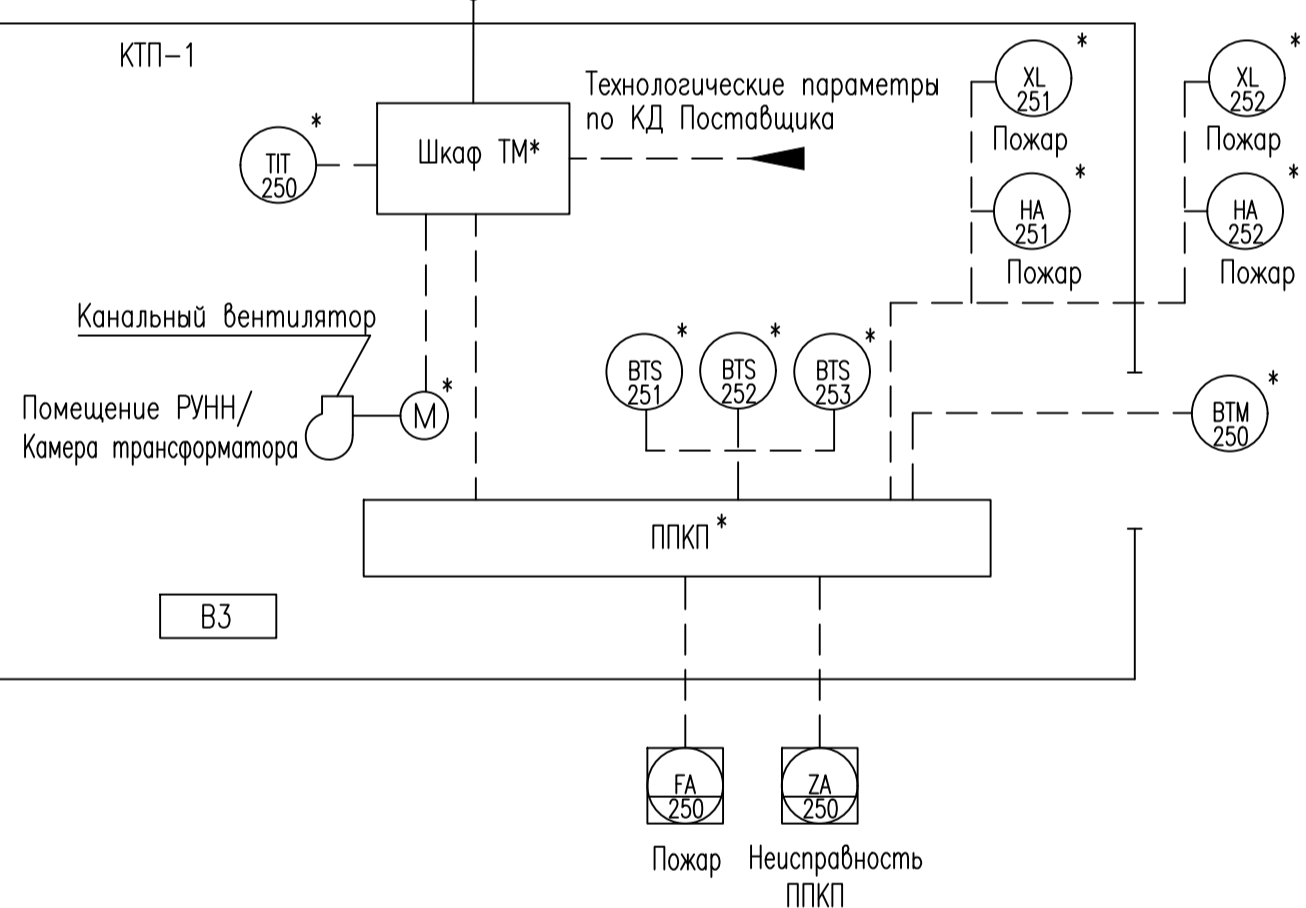 КТП-1
Технологические параметры
по КД Поставщика
Шкаф ТМ*
TIT
250
*
XL
251
*
Пожар
HA
251
*
Пожар
XL
252
*
Пожар
HA
252
*
Пожар
Канальный вентилятор
Помещение РУНН/
Камера трансформатора
M
*
BTS
251
*
BTS
252
*
BTS
253
*
BTM
250
*
ППКП*
В3
FA
250
Пожар
ZA
250
Неисправность
ППКП